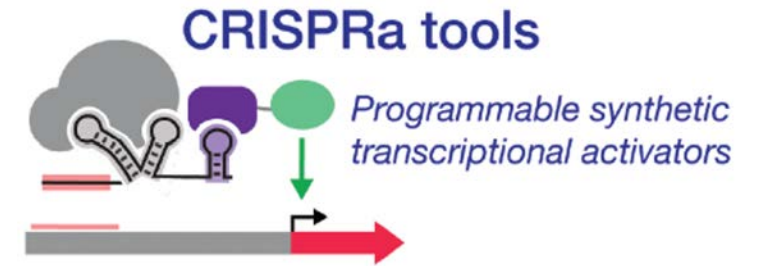 CRISPRa tools
Programmable synthetic
transcriptional activators